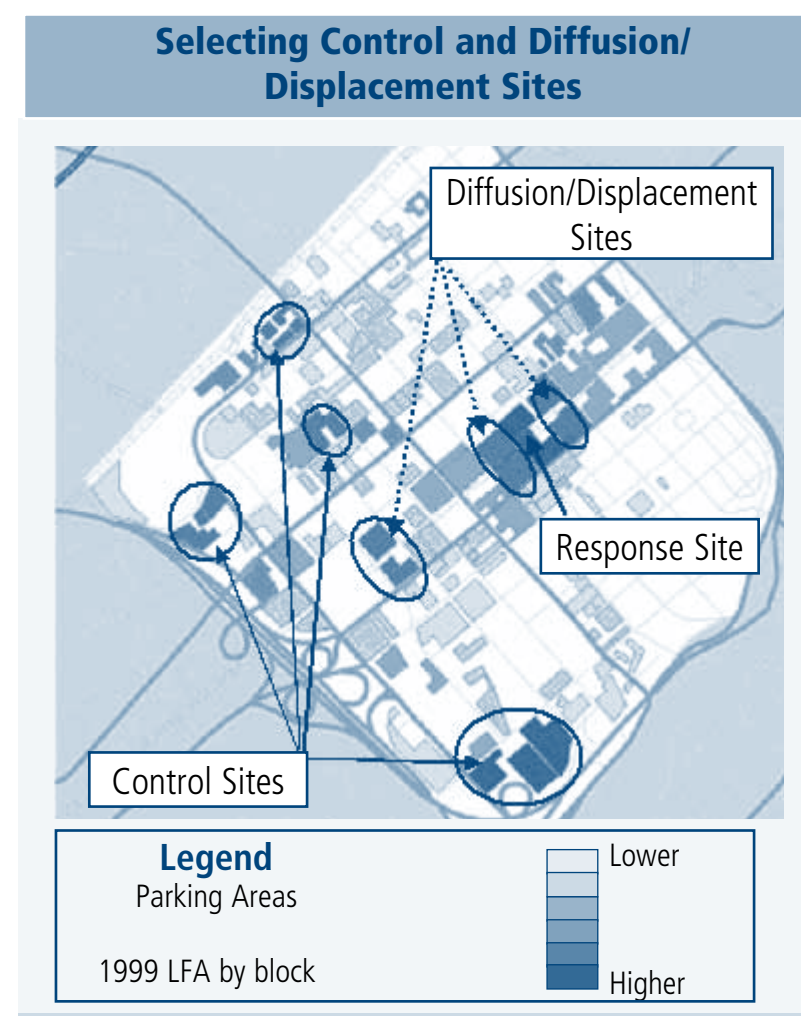 Selecting Control and Diffusion/
Displacement Sites
Diffusion/Displacement
Sites
Response Site
Control Sites
Legend
Parking Areas
1999 LFA by block
Lower
Higher